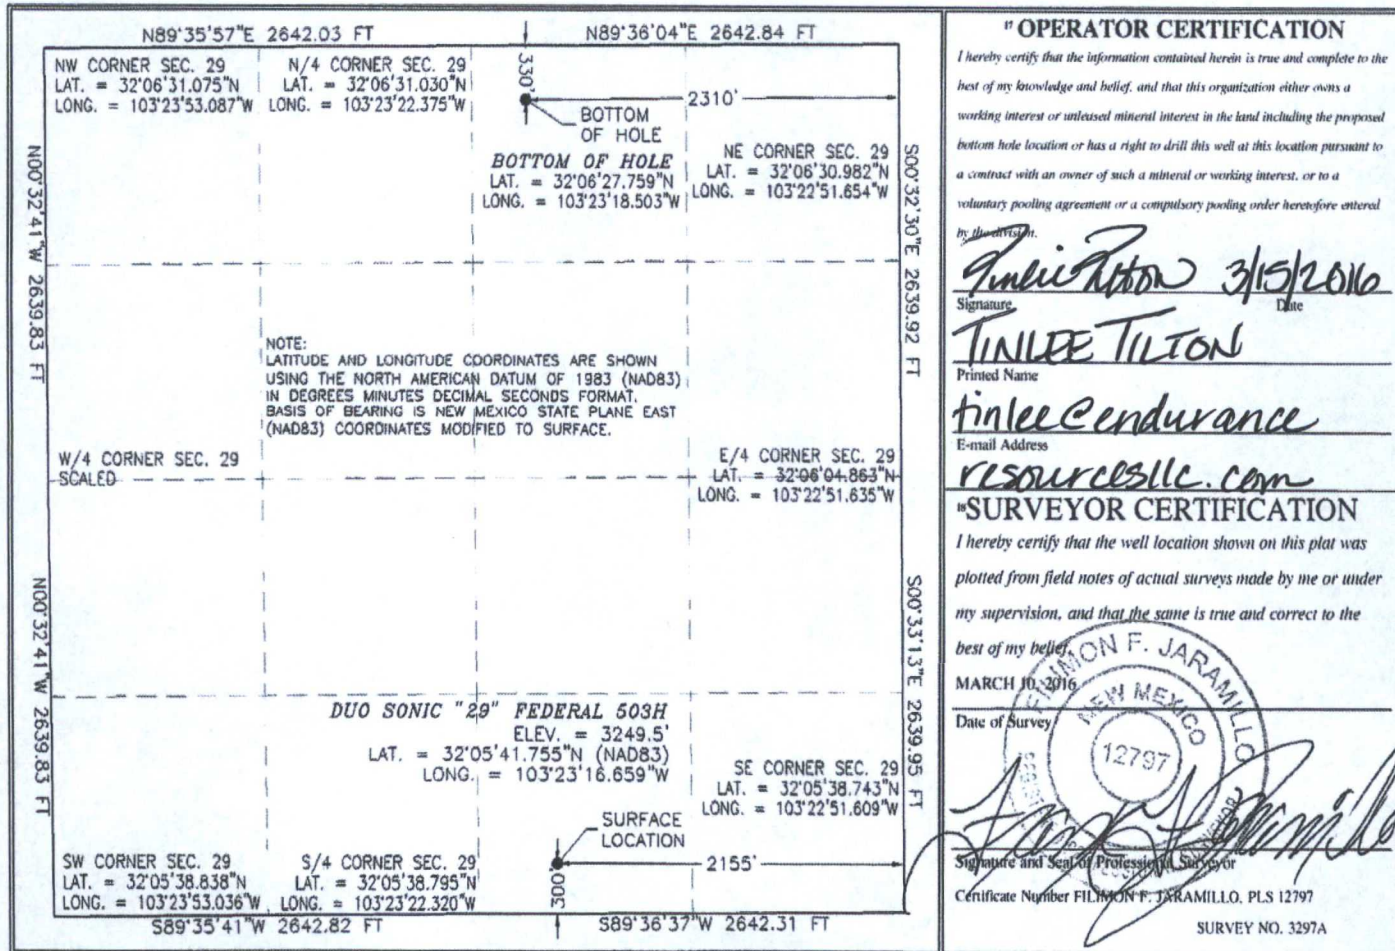 N89°35'57"E 2642.03 FT
N89°36'04"E 2642.84 FT
NW CORNER SEC. 29
LAT. = 32°06'31.075"N
LONG. = 103°23'53.087"W
N/4 CORNER SEC. 29
LAT. = 32°06'31.030"N
LONG. = 103°23'22.375"W
330'
2310'
BOTTOM
OF HOLE
BOTTOM OF HOLE
LAT. = 32°06'27.759"N
LONG. = 103°23'18.503"W
NE CORNER SEC. 29
LAT. = 32°06'30.982"N
LONG. = 103°22'51.654"W
N00°32'41"W 2639.83 FT
S00°32'30"E 2639.92 FT
NOTE:
LATITUDE AND LONGITUDE COORDINATES ARE SHOWN
USING THE NORTH AMERICAN DATUM OF 1983 (NAD83)
IN DEGREES MINUTES DECIMAL SECONDS FORMAT.
BASIS OF BEARING IS NEW MEXICO STATE PLANE EAST
(NAD83) COORDINATES MODIFIED TO SURFACE.
W/4 CORNER SEC. 29
SCALED
E/4 CORNER SEC. 29
LAT. = 32°06'04.863"N
LONG. = 103°22'51.635"W
N00°32'41"W 2639.83 FT
S00°33'13"E 2639.95 FT
DUO SONIC "29" FEDERAL 503H
ELEV. = 3249.5'
LAT. = 32°05'41.755"N (NAD83)
LONG. = 103°23'16.659"W
SE CORNER SEC. 29
LAT. = 32°05'38.743"N
LONG. = 103°22'51.609"W
SURFACE
LOCATION
2155'
300'
SW CORNER SEC. 29
LAT. = 32°05'38.838"N
LONG. = 103°23'53.036"W
S/4 CORNER SEC. 29
LAT. = 32°05'38.795"N
LONG. = 103°23'22.320"W
S89°35'41"W 2642.82 FT
S89°36'37"W 2642.31 FT
17 OPERATOR CERTIFICATION
I hereby certify that the information contained herein is true and complete to the
best of my knowledge and belief, and that this organization either owns a
working interest or unleased mineral interest in the land including the proposed
bottom hole location or has a right to drill this well at this location pursuant to
a contract with an owner of such a mineral or working interest, or to a
voluntary pooling agreement or a compulsory pooling order heretofore entered
by the division.
3/15/2016
Signature Date
TINLEE TILTON
Printed Name
tinlee@endurance
E-mail Address
resourcesllc.com
18 SURVEYOR CERTIFICATION
I hereby certify that the well location shown on this plat was
plotted from field notes of actual surveys made by me or under
my supervision, and that the same is true and correct to the
best of my belief.
MARCH 10, 2016
Date of Survey
FILIMON F. JARAMILLO
NEW MEXICO
12797
Signature and Seal of Professional Surveyor
Certificate Number FILIMON F. JARAMILLO, PLS 12797
SURVEY NO. 3297A